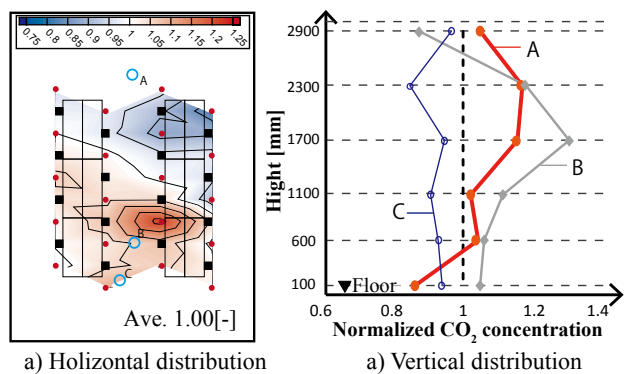 a)
0.75 0.8 0.85 0.9 0.95 1 1.05 1.1 1.15 1.2 1.25
A
B
C
Ave. 1.00[-]
a) Holizontal distribution
Hight [mm]
2900
2300
1700
1100
600
100
A
B
C
Floor
0.6 0.8 1 1.2 1.4
Normalized CO2 concentration
a) Vertical distribution